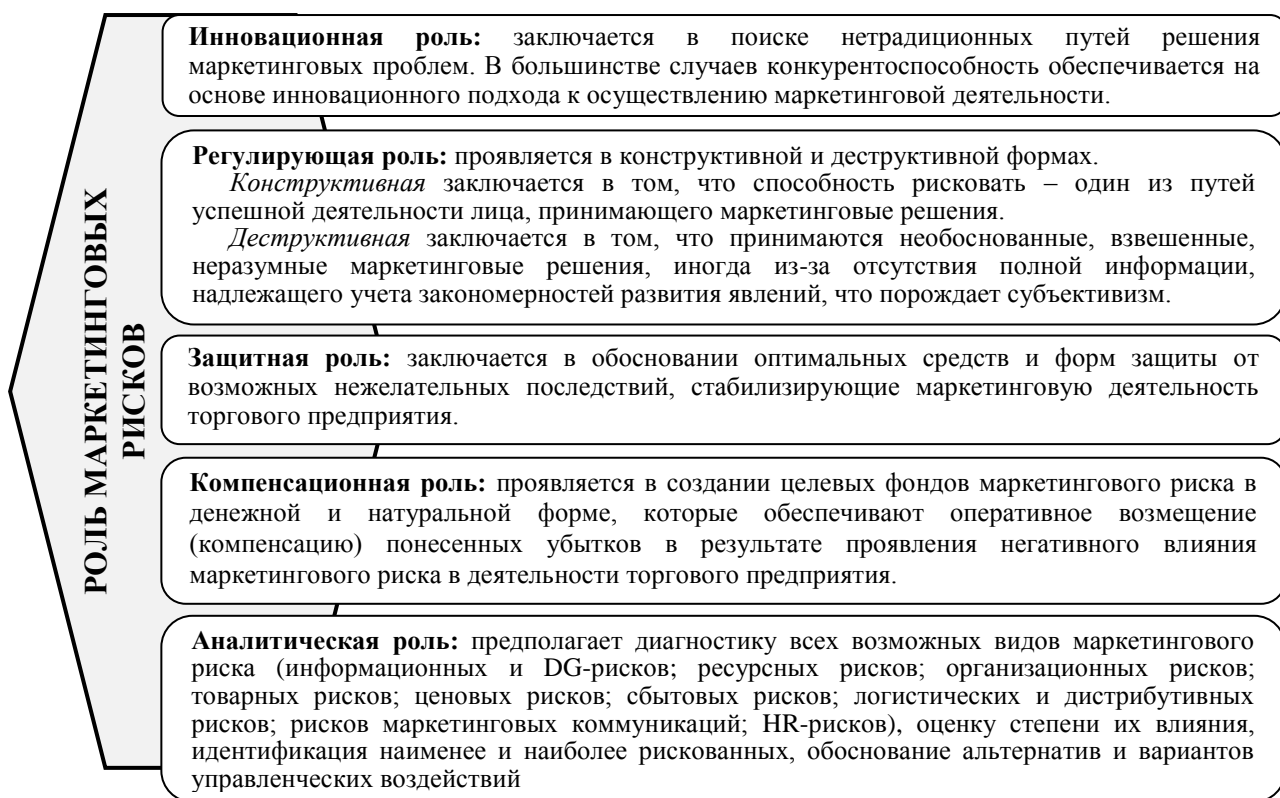 РОЛЬ МАРКЕТИНГОВЫХ
РИСКОВ
Инновационная роль: заключается в поиске нетрадиционных путей решения
маркетинговых проблем. В большинстве случаев конкурентоспособность обеспечивается на
основе инновационного подхода к осуществлению маркетинговой деятельности.
Регулирующая роль: проявляется в конструктивной и деструктивной формах.
Конструктивная заключается в том, что способность рисковать – один из путей
успешной деятельности лица, принимающего маркетинговые решения.
Деструктивная заключается в том, что принимаются необоснованные, взвешенные,
неразумные маркетинговые решения, иногда из-за отсутствия полной информации,
надлежащего учета закономерностей развития явлений, что порождает субъективизм.
Защитная роль: заключается в обосновании оптимальных средств и форм защиты от
возможных нежелательных последствий, стабилизирующие маркетинговую деятельность
торгового предприятия.
Компенсационная роль: проявляется в создании целевых фондов маркетингового риска в
денежной и натуральной форме, которые обеспечивают оперативное возмещение
(компенсацию) понесенных убытков в результате проявления негативного влияния
маркетингового риска в деятельности торгового предприятия.
Аналитическая роль: предполагает диагностику всех возможных видов маркетингового
риска (информационных и DG-рисков; ресурсных рисков; организационных рисков;
товарных рисков; ценовых рисков; сбытовых рисков; логистических и дистрибутивных
рисков; рисков маркетинговых коммуникаций; HR-рисков), оценку степени их влияния,
идентификация наименее и наиболее рискованных, обоснование альтернатив и вариантов
управленческих воздействий